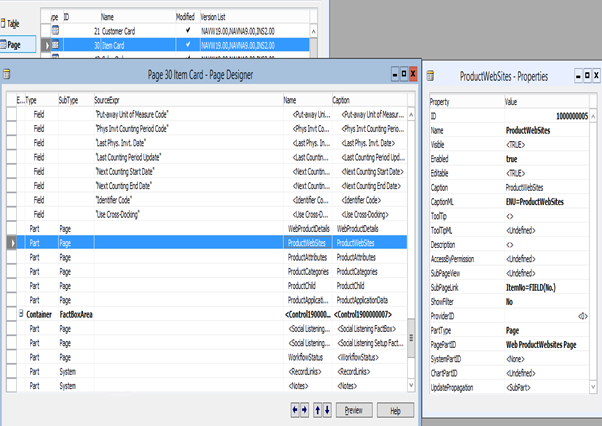 Type ID Name Modified Version List
Table 21 Customer Card ✓ NAVW19.00,NAVNA9.00,INS2.00
Page 30 Item Card ✓ NAVW19.00,NAVNA9.00,INS2.00
Page 30 Item Card - Page Designer
E... Type SubType SourceExpr Name Caption
Field "Put-away Unit of Measure Code" <Put-away Uni... <Put-away Unit of Measur...
Field "Phys Invt Counting Period Code" <Phys Invt Co... <Phys Invt Counting Perio...
Field "Last Phys. Invt. Date" <Last Phys. In... <Last Phys. Invt. Date>
Field "Last Counting Period Update" <Last Countin... <Last Counting Period Up...
Field "Next Counting Start Date" <Next Countin... <Next Counting Start Date>
Field "Next Counting End Date" <Next Countin... <Next Counting End Date>
Field "Identifier Code" <Identifier Co... <Identifier Code>
Field "Use Cross-Docking" <Use Cross-D... <Use Cross-Docking>
Part Page WebProductDetails WebProductDetails
Part Page ProductWebSites ProductWebSites
Part Page ProductAttributes ProductAttributes
Part Page ProductCategories ProductCategories
Part Page ProductChild ProductChild
Part Page ProductApplica... ProductApplicationData
Container FactBoxArea <Control19000... <Control1900000007>
Part Page <Social Listening... <Social Listening FactBox>
Part Page <Social Listening... <Social Listening Setup Fact...
Part Page WorkflowStatus <WorkflowStatus>
Part System <RecordLinks> <RecordLinks>
Part System <Notes> <Notes>
Preview Help
ProductWebSites - Properties
Property Value
ID 1000000005
Name ProductWebSites
Visible <TRUE>
Enabled true
Editable <TRUE>
Caption ProductWebSites
CaptionML ENU=ProductWebSites
ToolTip <>
ToolTipML <Undefined>
Description <>
AccessByPermission <Undefined>
SubPageView <Undefined>
SubPageLink ItemNo=FIELD(No.)
ShowFilter No
ProviderID <0>
PartType Page
PagePartID Web ProductWebsites Page
SystemPartID <None>
ChartPartID <Undefined>
UpdatePropagation <SubPart>